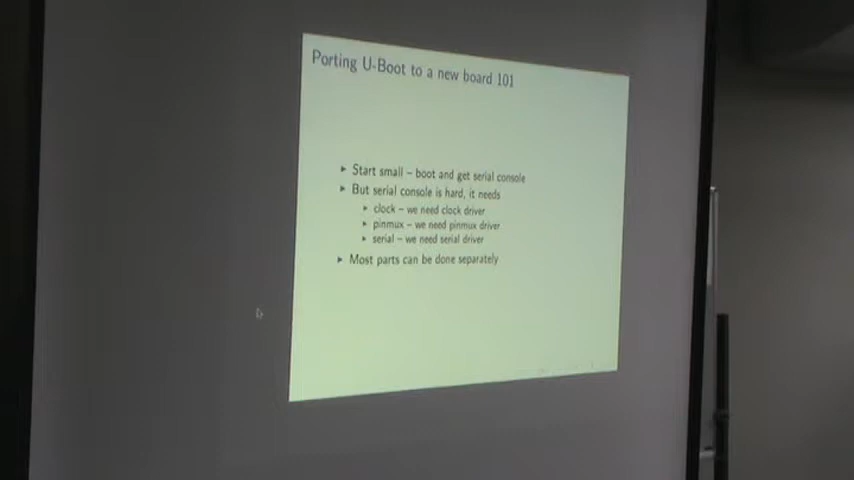 Porting U-Boot to a new board 101
▸ Start small – boot and get serial console
▸ But serial console is hard, it needs
▸ clock – we need clock driver
▸ pinmux – we need pinmux driver
▸ serial – we need serial driver
▸ Most parts can be done separately